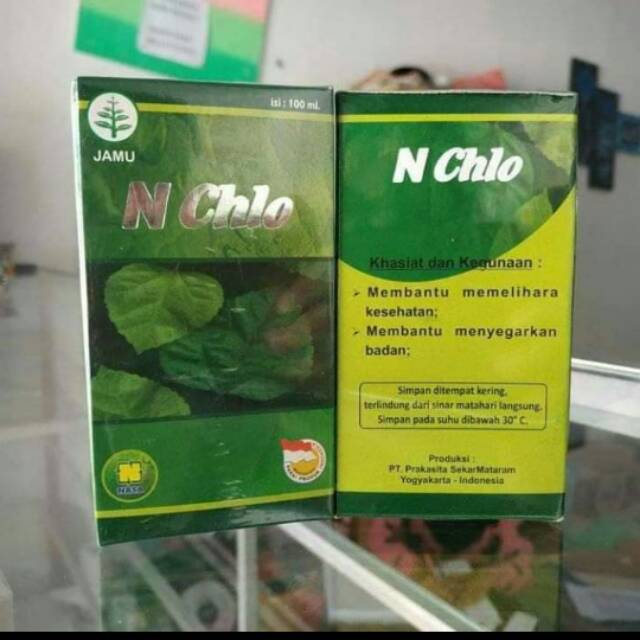 isi : 100 ml.
JAMU
N Chlo
NASA
N Chlo
Khasiat dan Kegunaan :
➢ Membantu memelihara
kesehatan;
➢ Membantu menyegarkan
badan;
Simpan ditempat kering,
terlindung dari sinar matahari langsung.
Simpan pada suhu dibawah 30° C.
Produksi :
PT. Prakasita SekarMataram
Yogyakarta - Indonesia